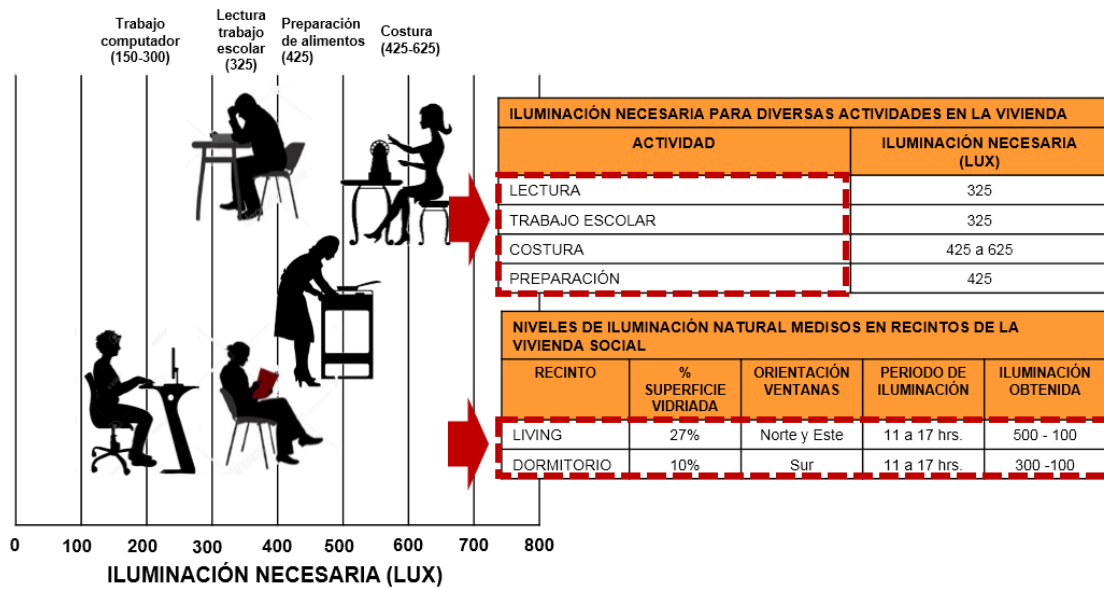 Trabajo
computador
(150-300)
Lectura
trabajo
escolar
(325)
Preparación
de alimentos
(425)
Costura
(425-625)
ILUMINACIÓN NECESARIA PARA DIVERSAS ACTIVIDADES EN LA VIVIENDA
ACTIVIDAD
ILUMINACIÓN NECESARIA
(LUX)
LECTURA 325
TRABAJO ESCOLAR 325
COSTURA 425 a 625
PREPARACIÓN 425
NIVELES DE ILUMINACIÓN NATURAL MEDISOS EN RECINTOS DE LA
VIVIENDA SOCIAL
RECINTO
%
SUPERFICIE
VIDRIADA
ORIENTACIÓN
VENTANAS
PERIODO DE
ILUMINACIÓN
ILUMINACIÓN
OBTENIDA
LIVING 27% Norte y Este 11 a 17 hrs. 500 - 100
DORMITORIO 10% Sur 11 a 17 hrs. 300 -100
0 100 200 300 400 500 600 700 800
ILUMINACIÓN NECESARIA (LUX)